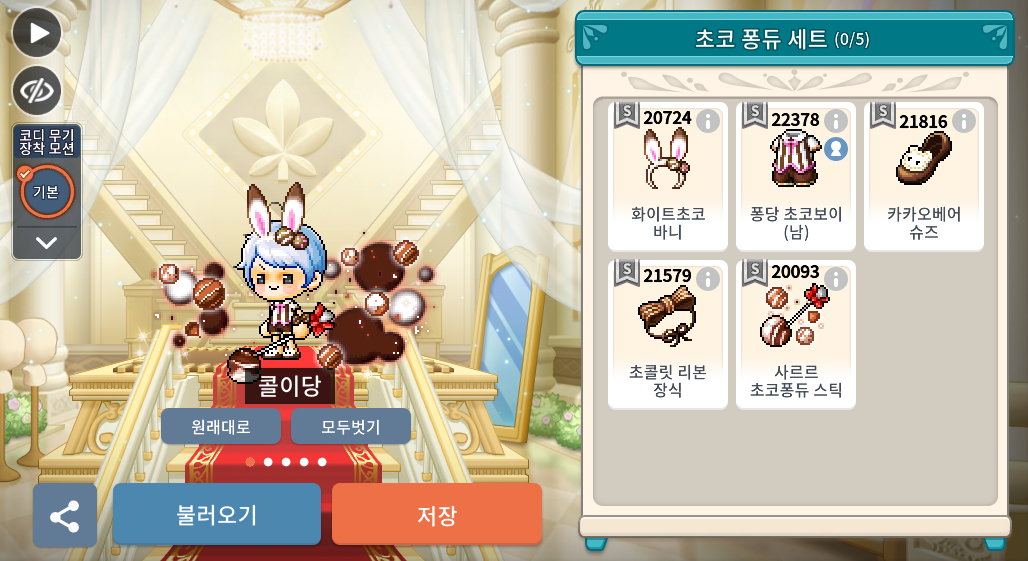 코디 무기
장착 모션
기본
콜이당
원래대로
모두벗기
불러오기
저장
초코 퐁듀 세트 (0/5)
S 20724
화이트초코
바니
S 22378
퐁당 초코보이
(남)
S 21816
카카오베어
슈즈
S 21579
초콜릿 리본
장식
S 20093
사르르
초코퐁듀 스틱